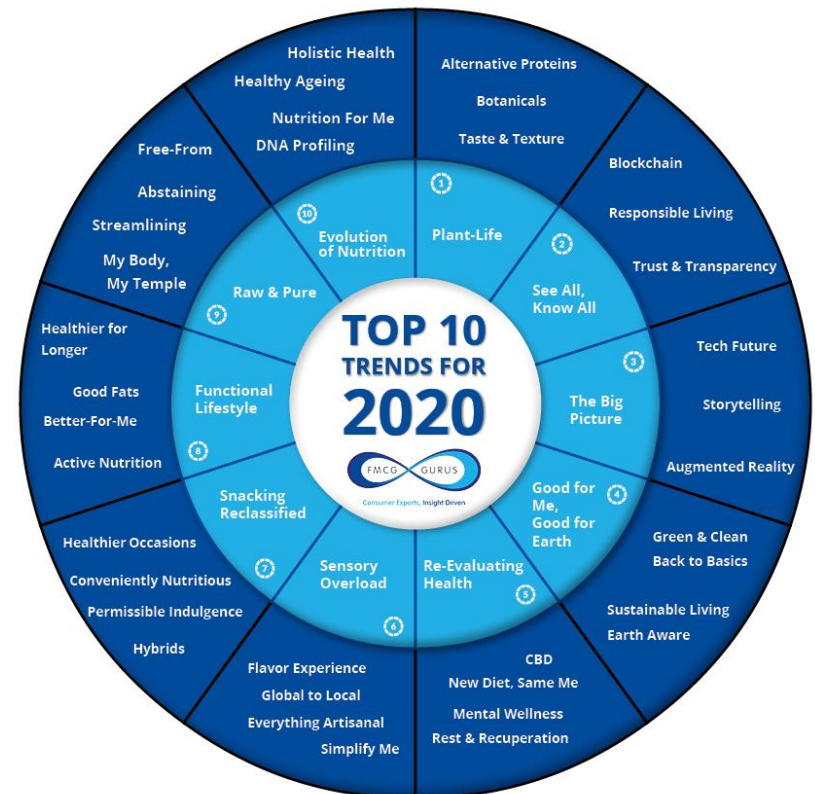 TOP 10
TRENDS FOR
2020
FMCG GURUS
Consumer Experts, Insight Driven
1
Plant-Life
Alternative Proteins
Botanicals
Taste & Texture
2
See All,
Know All
Blockchain
Responsible Living
Trust & Transparency
3
The Big
Picture
Tech Future
Storytelling
Augmented Reality
4
Good for
Me,
Good for
Earth
Green & Clean
Back to Basics
Sustainable Living
Earth Aware
5
Re-Evaluating
Health
CBD
New Diet, Same Me
Mental Wellness
Rest & Recuperation
6
Sensory
Overload
Flavor Experience
Global to Local
Everything Artisanal
Simplify Me
7
Snacking
Reclassified
Healthier Occasions
Conveniently Nutritious
Permissible Indulgence
Hybrids
8
Functional
Lifestyle
Healthier for
Longer
Good Fats
Better-For-Me
Active Nutrition
9
Raw & Pure
Free-From
Abstaining
Streamlining
My Body,
My Temple
10
Evolution
of Nutrition
Holistic Health
Healthy Ageing
Nutrition For Me
DNA Profiling